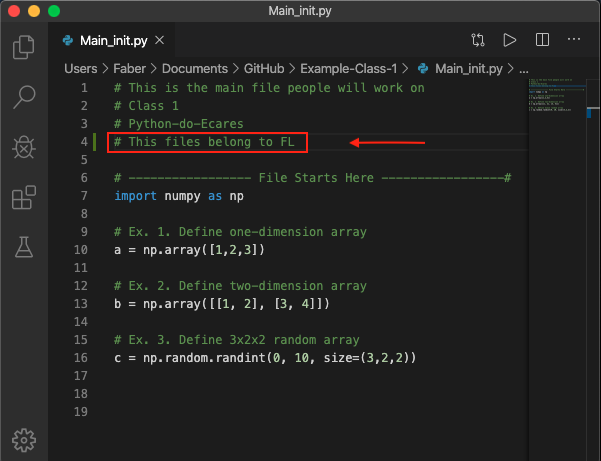 Main_init.py
Main_init.py
Users > Faber > Documents > GitHub > Example-Class-1 > Main_init.py > ...
1 # This is the main file people will work on
2 # Class 1
3 # Python-do-Ecares
4 # This files belong to FL
5
6 # ----------------- File Starts Here -----------------#
7 import numpy as np
8
9 # Ex. 1. Define one-dimension array
10 a = np.array([1,2,3])
11
12 # Ex. 2. Define two-dimension array
13 b = np.array([[1, 2], [3, 4]])
14
15 # Ex. 3. Define 3x2x2 random array
16 c = np.random.randint(0, 10, size=(3,2,2))
17
18
19